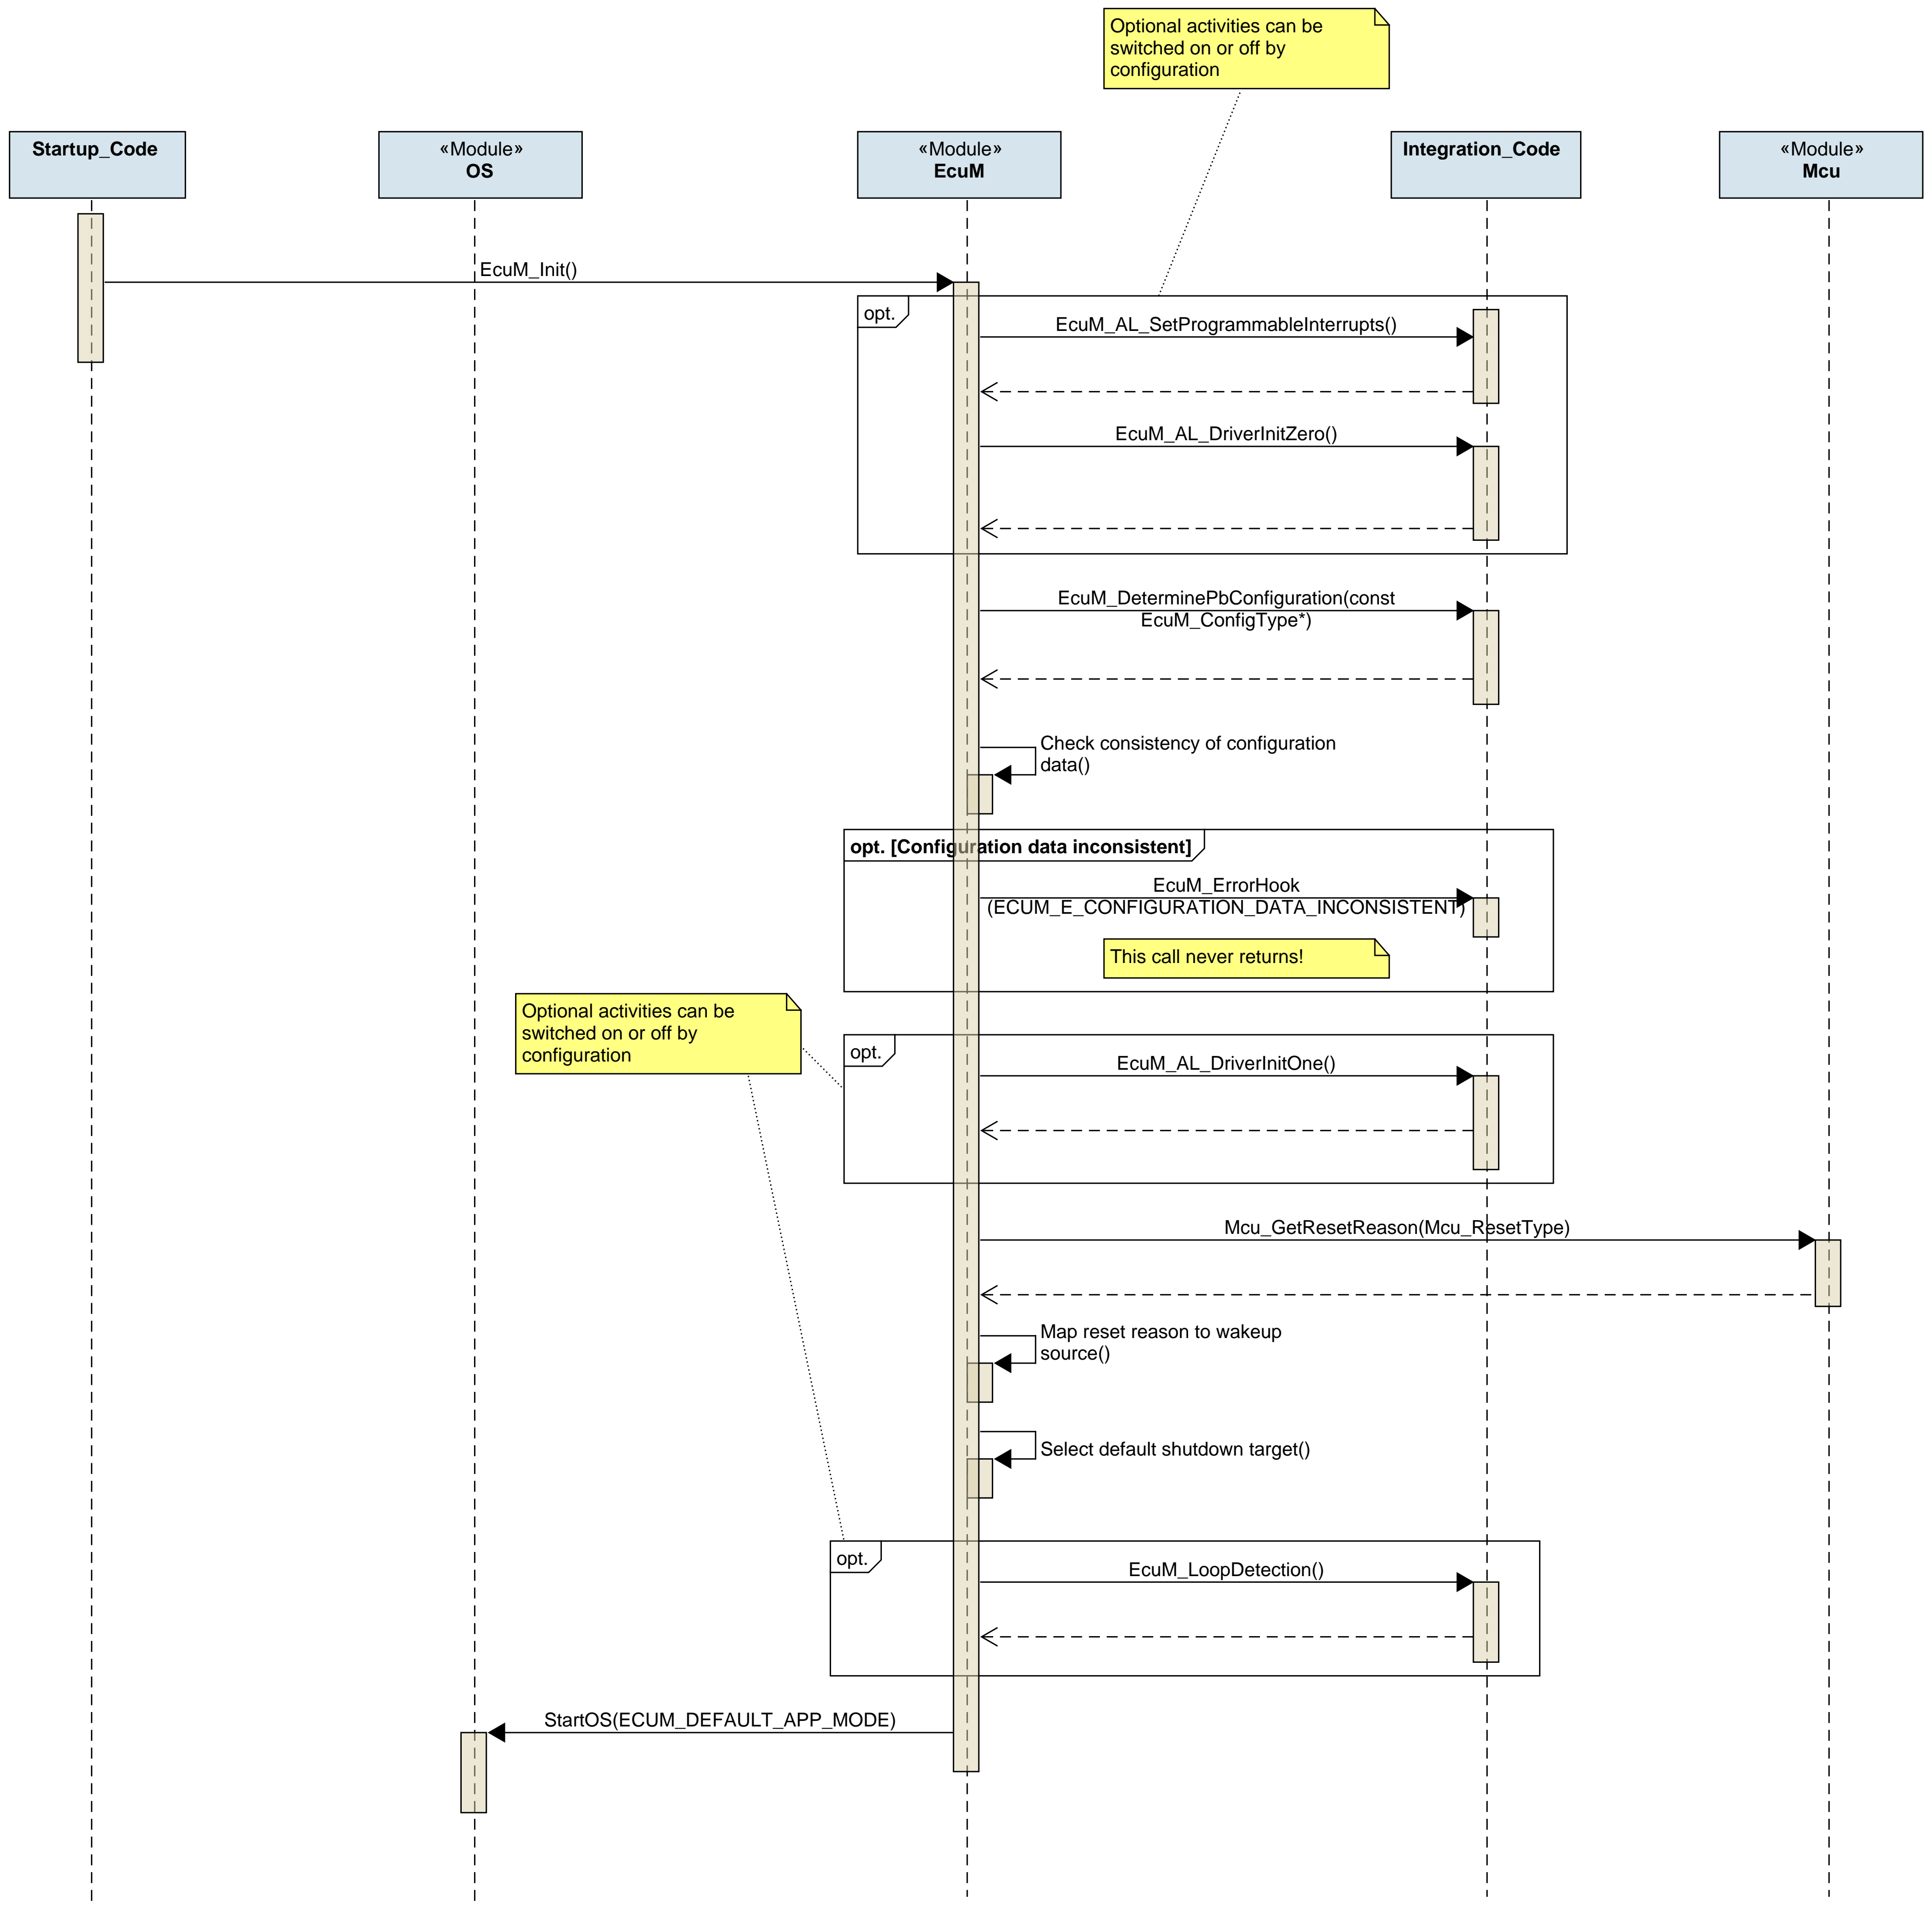 Optional activities can be
switched on or off by
configuration
Startup_Code
«Module»
OS
«Module»
EcuM
Integration_Code
«Module»
Mcu
EcuM_Init()
opt.
EcuM_AL_SetProgrammableInterrupts()
EcuM_AL_DriverInitZero()
EcuM_DeterminePbConfiguration(const
EcuM_ConfigType*)
Check consistency of configuration
data()
opt. [Configuration data inconsistent]
EcuM_ErrorHook
(ECUM_E_CONFIGURATION_DATA_INCONSISTENT)
This call never returns!
Optional activities can be
switched on or off by
configuration
opt.
EcuM_AL_DriverInitOne()
Mcu_GetResetReason(Mcu_ResetType)
Map reset reason to wakeup
source()
Select default shutdown target()
opt.
EcuM_LoopDetection()
StartOS(ECUM_DEFAULT_APP_MODE)